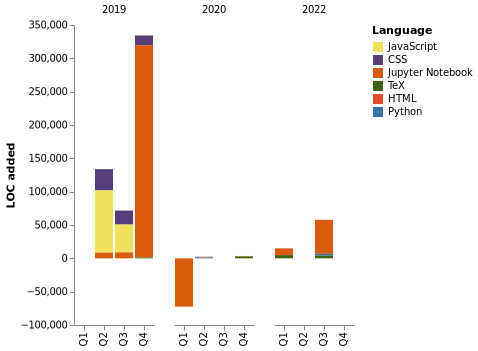 2019 2020 2022
LOC added
350,000
300,000
250,000
200,000
150,000
100,000
50,000
0
−50,000
−100,000
Q1 Q2 Q3 Q4 Q1 Q2 Q3 Q4 Q1 Q2 Q3 Q4
Language
JavaScript
CSS
Jupyter Notebook
TeX
HTML
Python